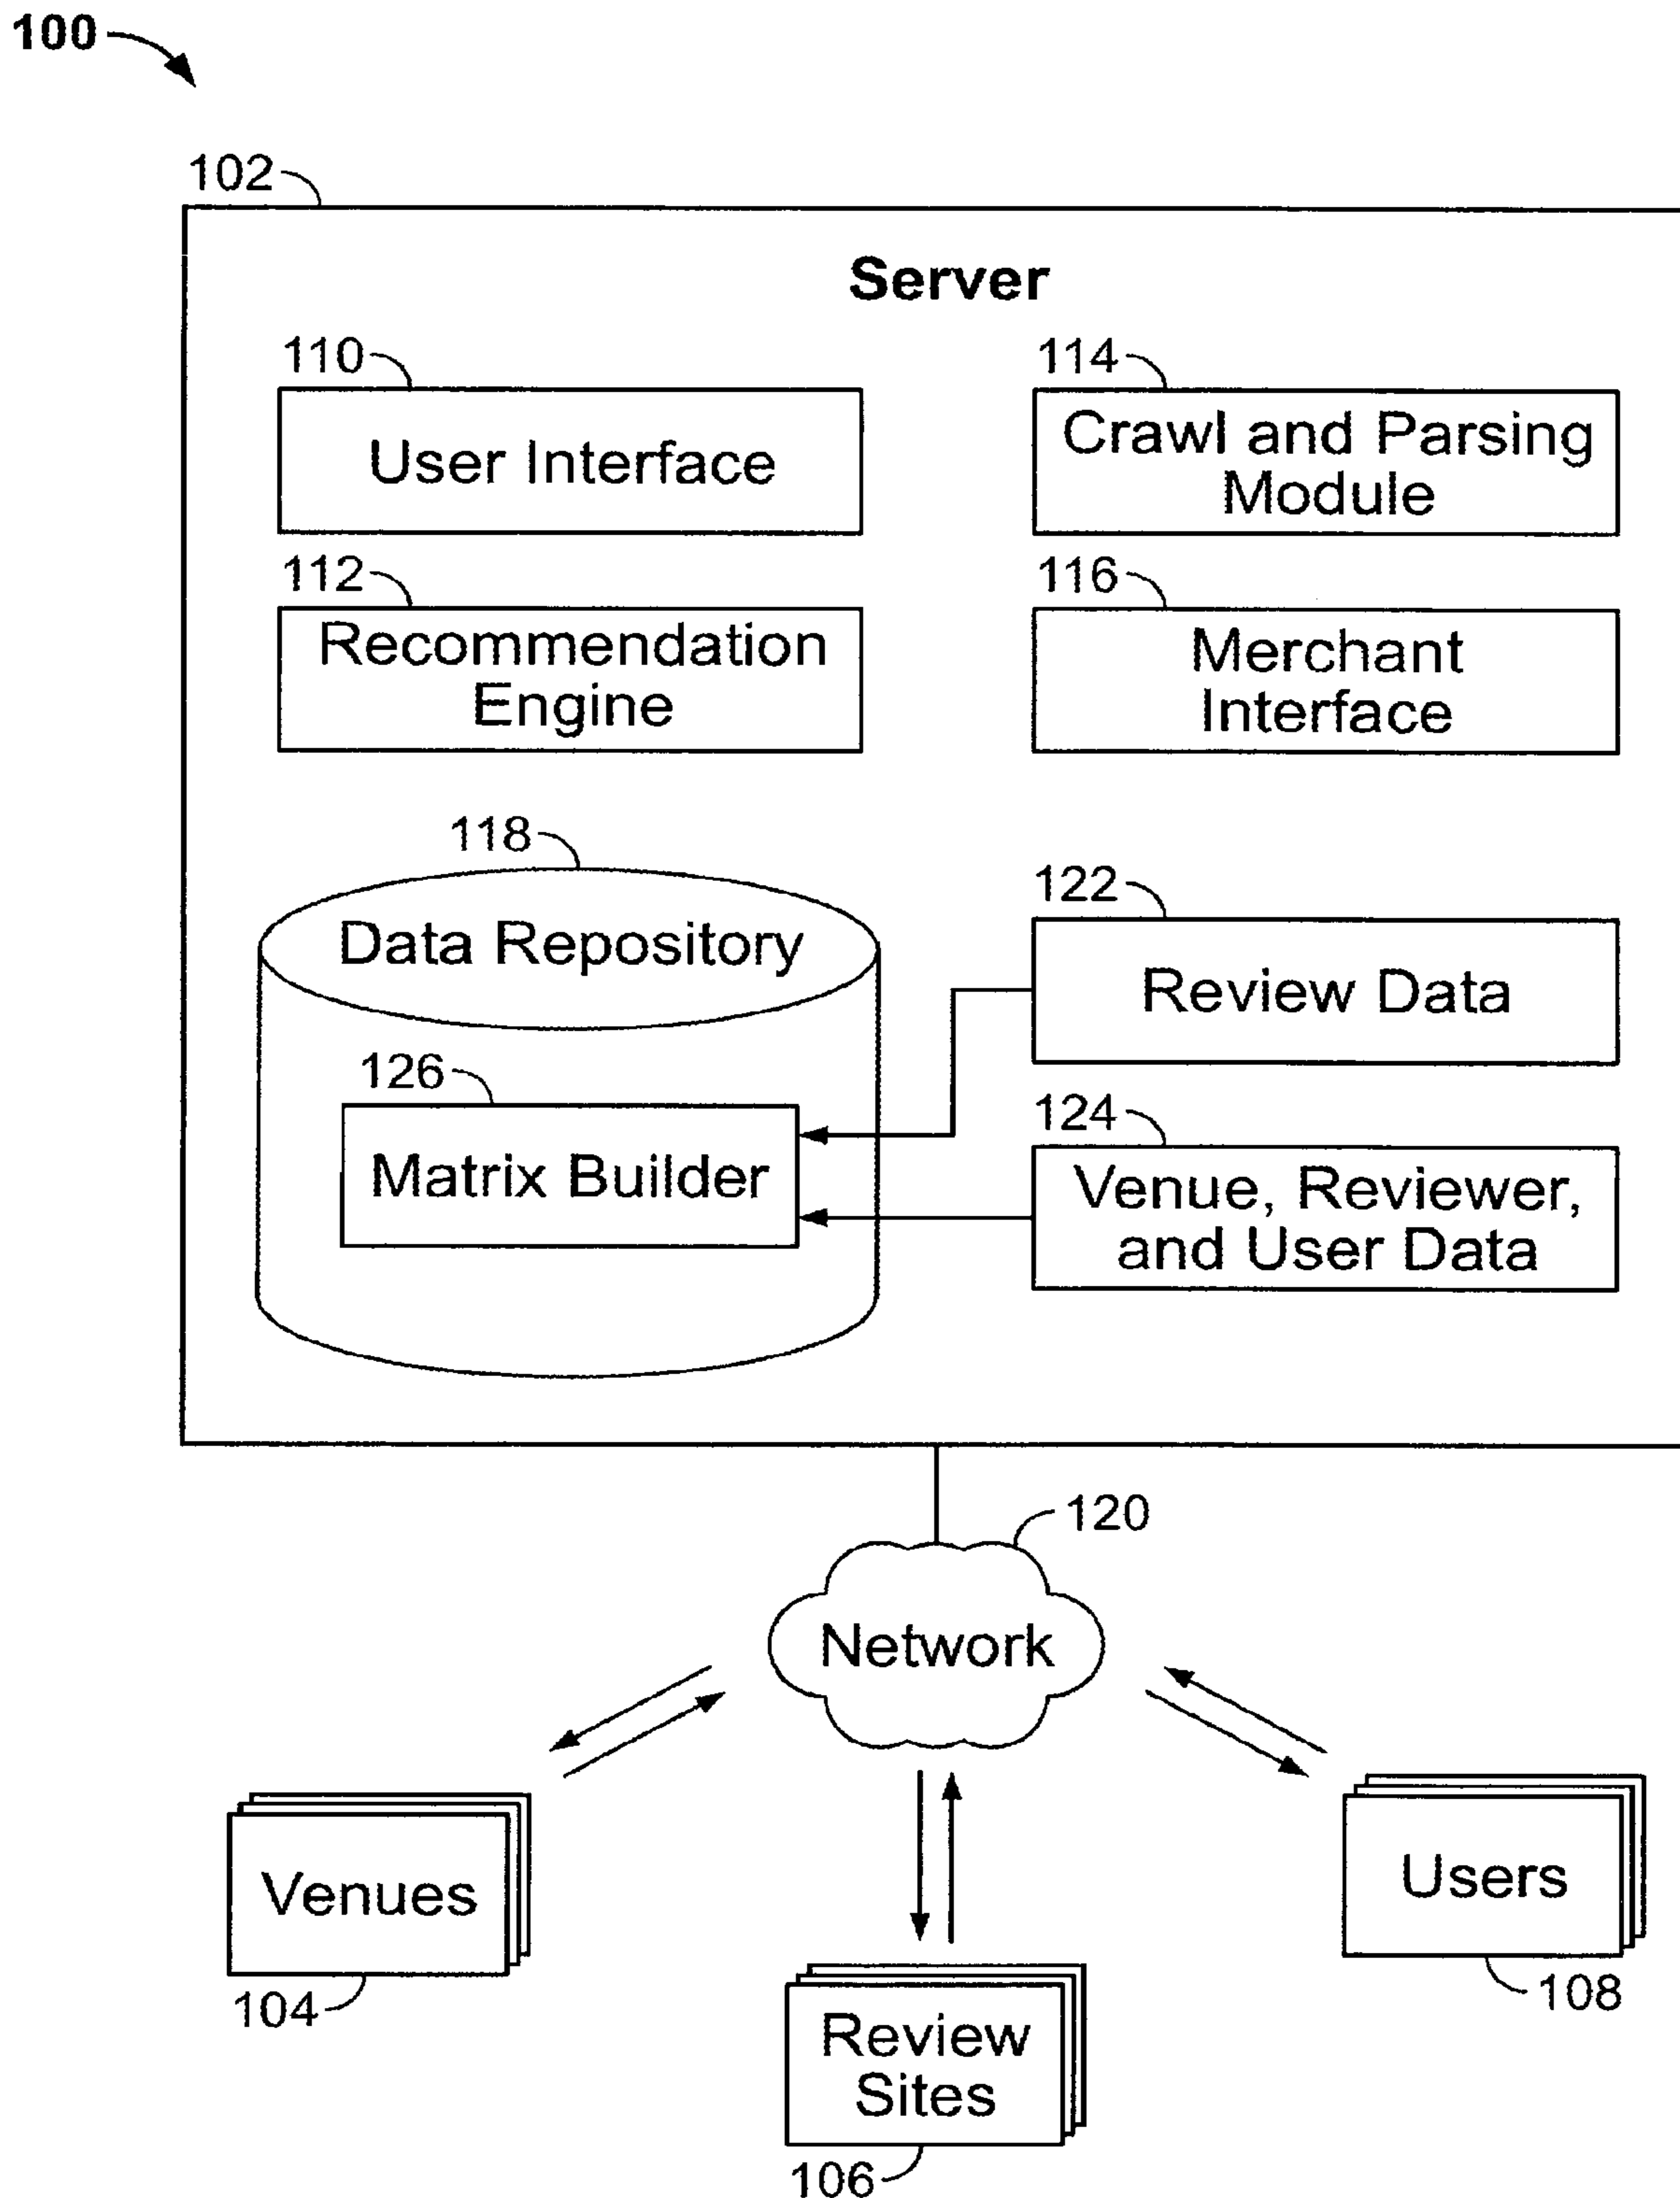 100
102
Server
110
User Interface
114
Crawl and Parsing
Module
112
Recommendation
Engine
116
Merchant
Interface
118
Data Repository
126
Matrix Builder
122
Review Data
124
Venue, Reviewer,
and User Data
120
Network
Venues
104
Review
Sites
106
Users
108